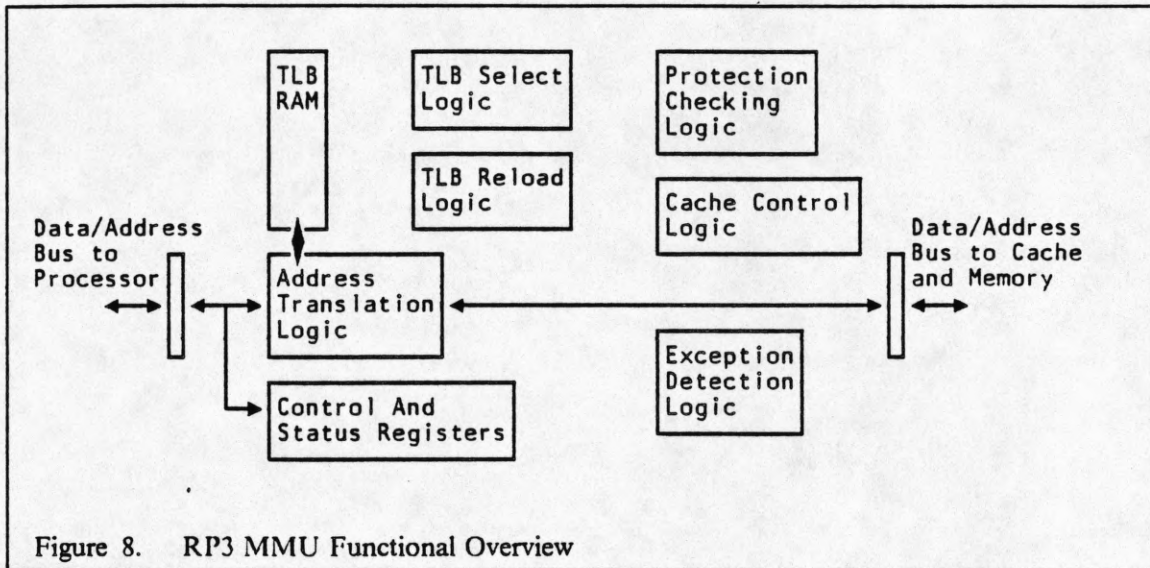 TLB
RAM
TLB Select
Logic
Protection
Checking
Logic
TLB Reload
Logic
Cache Control
Logic
Data/Address
Bus to
Processor
Address
Translation
Logic
Data/Address
Bus to Cache
and Memory
Exception
Detection
Logic
Control And
Status Registers
Figure 8. RP3 MMU Functional Overview